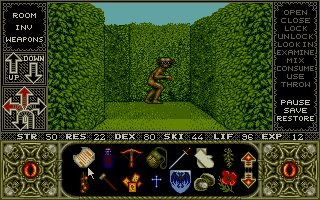 ROOM
INV
WEAPONS
UP
DOWN
OPEN
CLOSE
LOCK
UNLOCK
LOOK IN
EXAMINE
MIX
CONSUME
USE
THROW
PAUSE
SAVE
RESTORE
STR 50 RES 22 DEX 80 SKI 44 LIF 96 EXP 12